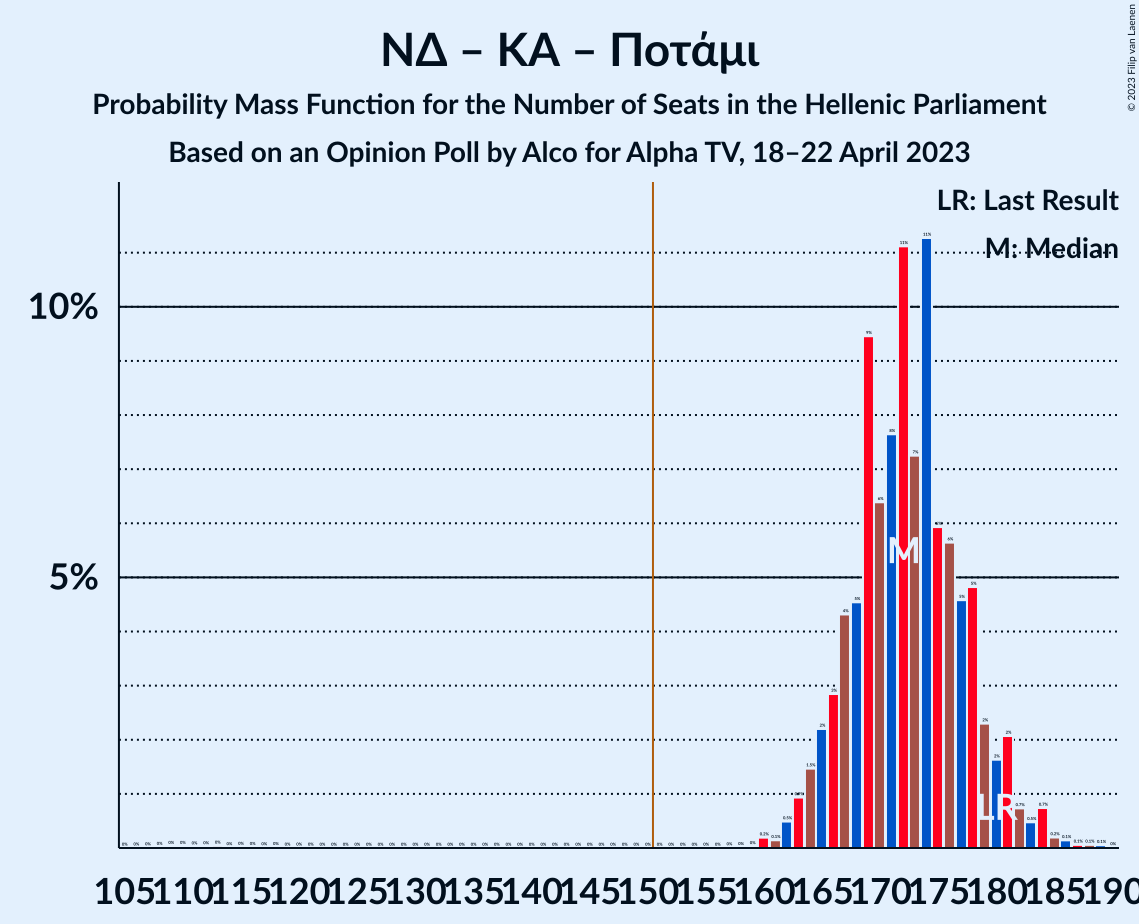 ΝΔ – ΚΑ – Ποτάμι
Probability Mass Function for the Number of Seats in the Hellenic Parliament
Based on an Opinion Poll by Alco for Alpha TV, 18–22 April 2023
© 2023 Filip van Laenen
LR: Last Result
M: Median
10%
5%
M
LR
105 110 115 120 125 130 135 140 145 150 155 160 165 170 175 180 185 190